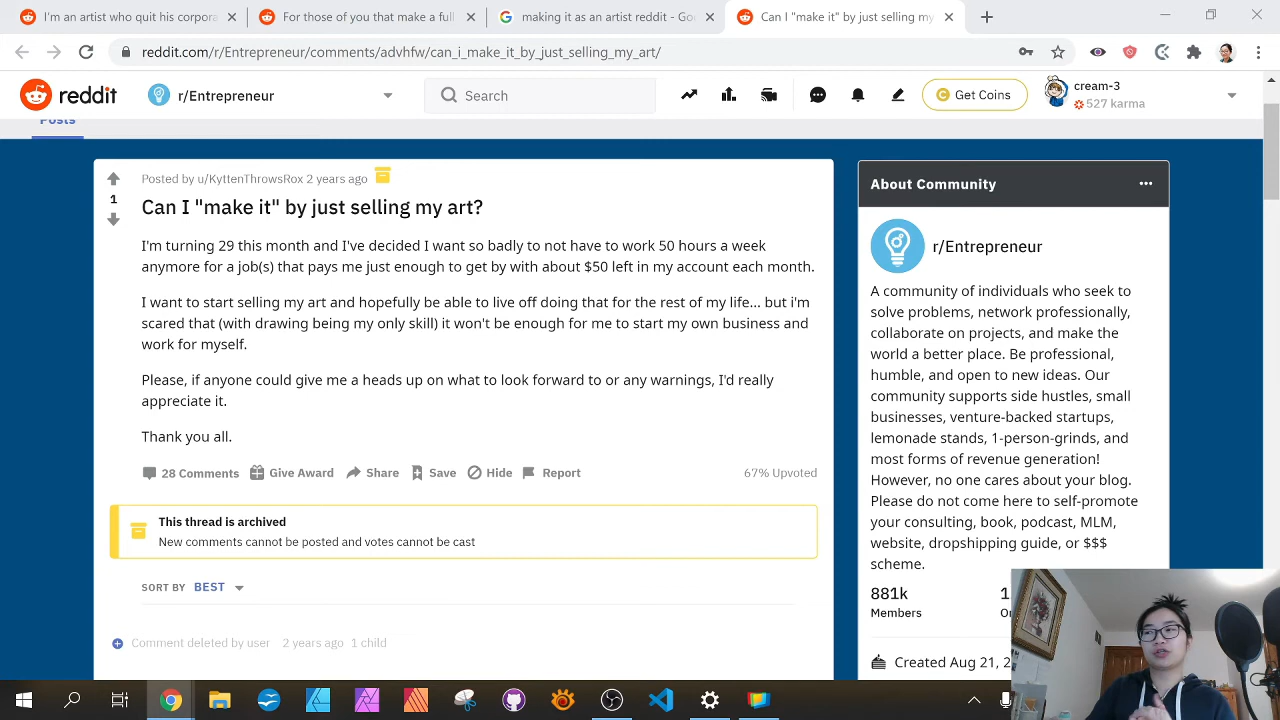 I'm an artist who quit his corpora
For those of you that make a full
making it as an artist reddit - Goo
Can I "make it" by just selling my
reddit.com/r/Entrepreneur/comments/advhfw/can_i_make_it_by_just_selling_my_art/
reddit
r/Entrepreneur
Search
Get Coins
cream-3
527 karma
Posts
Posted by u/KyttenThrowsRox 2 years ago
1
Can I "make it" by just selling my art?
I'm turning 29 this month and I've decided I want so badly to not have to work 50 hours a week
anymore for a job(s) that pays me just enough to get by with about $50 left in my account each month.
I want to start selling my art and hopefully be able to live off doing that for the rest of my life... but i'm
scared that (with drawing being my only skill) it won't be enough for me to start my own business and
work for myself.
Please, if anyone could give me a heads up on what to look forward to or any warnings, I'd really
appreciate it.
Thank you all.
28 Comments
Give Award
Share
Save
Hide
Report
67% Upvoted
This thread is archived
New comments cannot be posted and votes cannot be cast
SORT BY BEST
Comment deleted by user 2 years ago 1 child
About Community
r/Entrepreneur
A community of individuals who seek to
solve problems, network professionally,
collaborate on projects, and make the
world a better place. Be professional,
humble, and open to new ideas. Our
community supports side hustles, small
businesses, venture-backed startups,
lemonade stands, 1-person-grinds, and
most forms of revenue generation!
However, no one cares about your blog.
Please do not come here to self-promote
your consulting, book, podcast, MLM,
website, dropshipping guide, or $$$
scheme.
881k
Members
Created Aug 21, 2